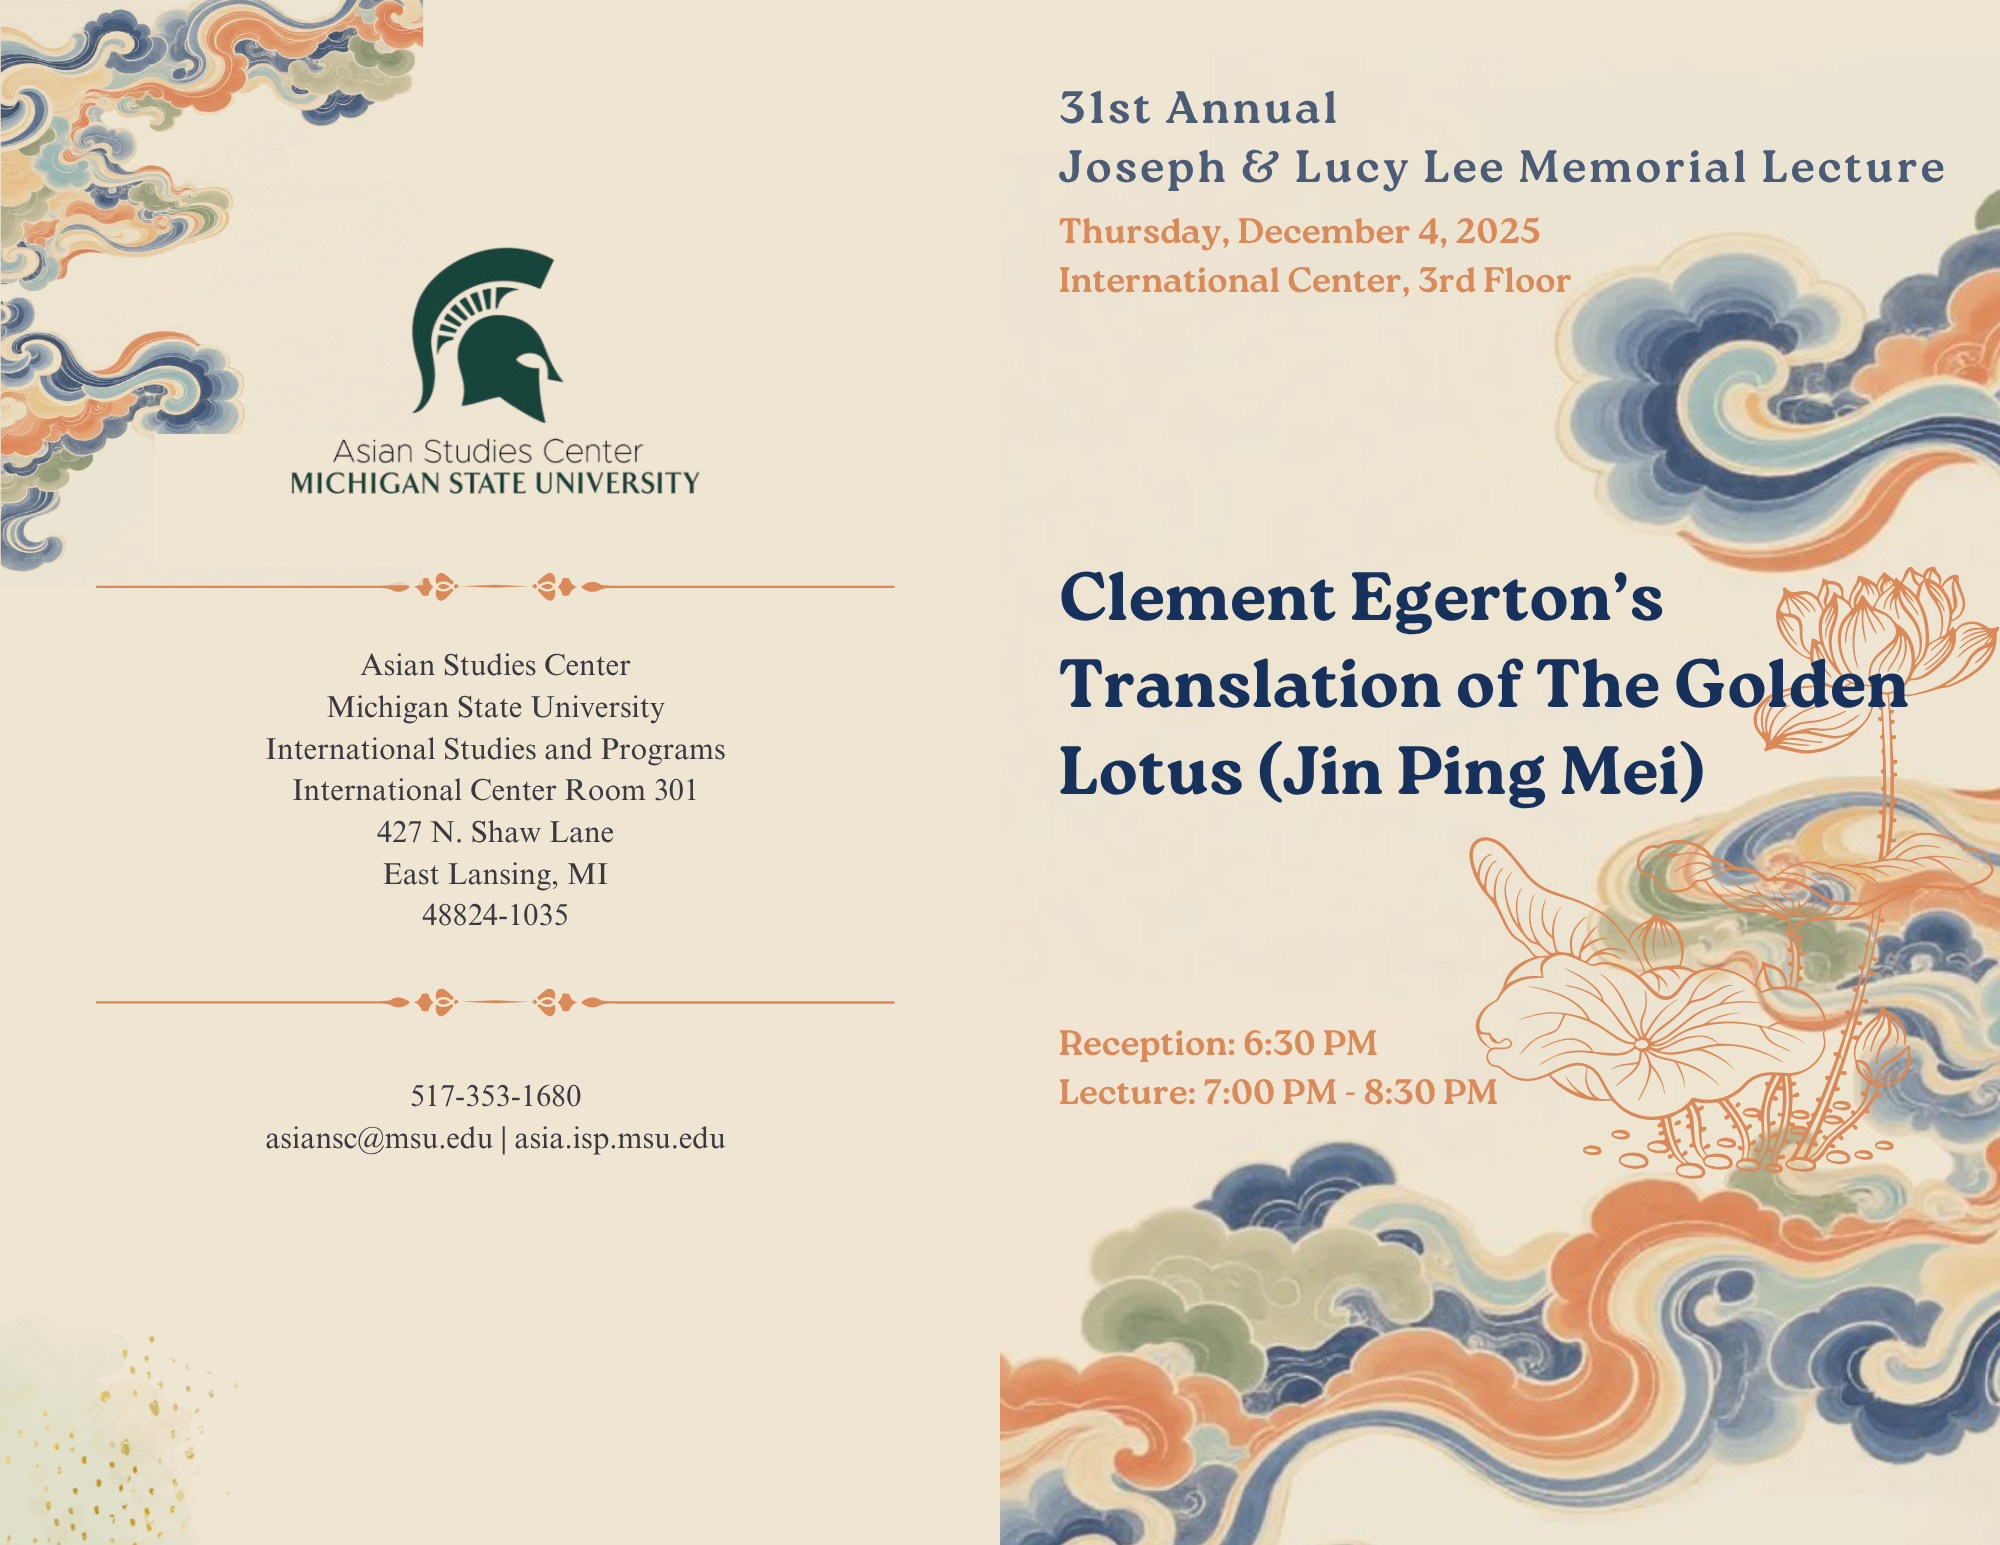 Asian Studies Center
MICHIGAN STATE UNIVERSITY
Asian Studies Center
Michigan State University
International Studies and Programs
International Center Room 301
427 N. Shaw Lane
East Lansing, MI
48824-1035
517-353-1680
asiansc@msu.edu | asia.isp.msu.edu
31st Annual
Joseph & Lucy Lee Memorial Lecture
Thursday, December 4, 2025
International Center, 3rd Floor
Clement Egerton’s
Translation of The Golden
Lotus (Jin Ping Mei)
Reception: 6:30 PM
Lecture: 7:00 PM - 8:30 PM